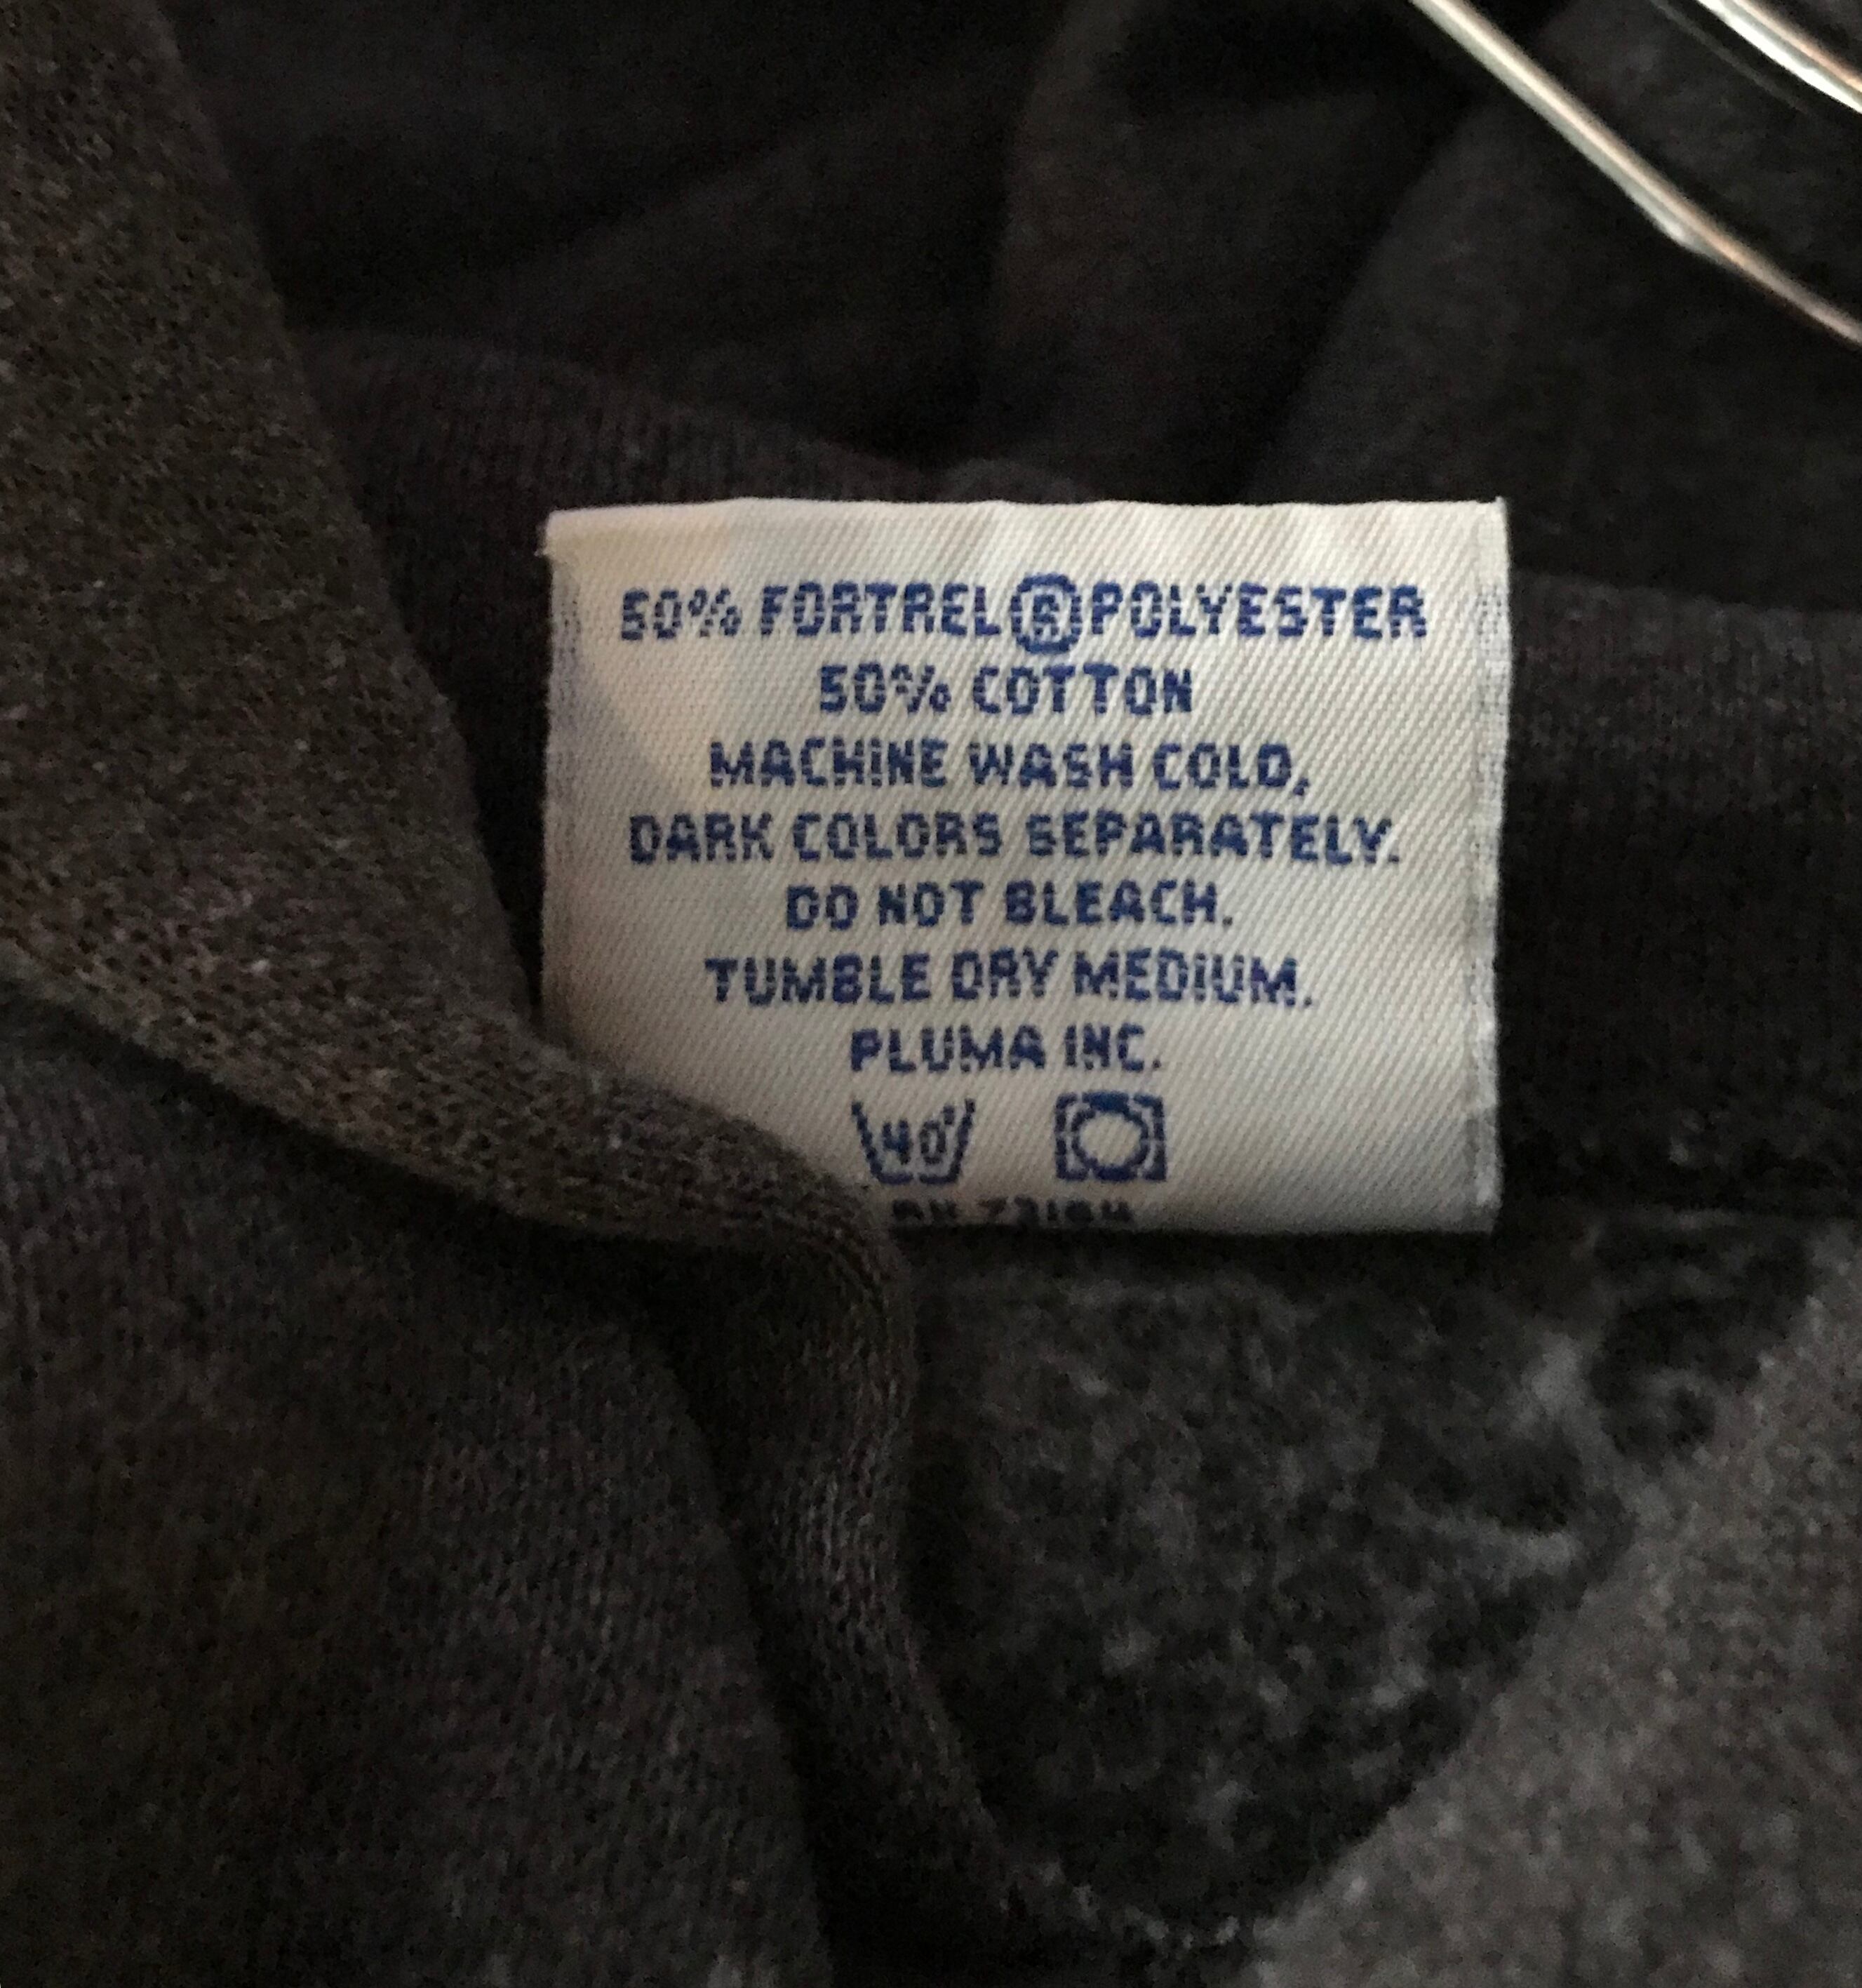 50% FORTREL®POLYESTER
50% COTTON
MACHINE WASH COLD,
DARK COLORS SEPARATELY.
DO NOT BLEACH.
TUMBLE DRY MEDIUM.
PLUMA INC.
40°